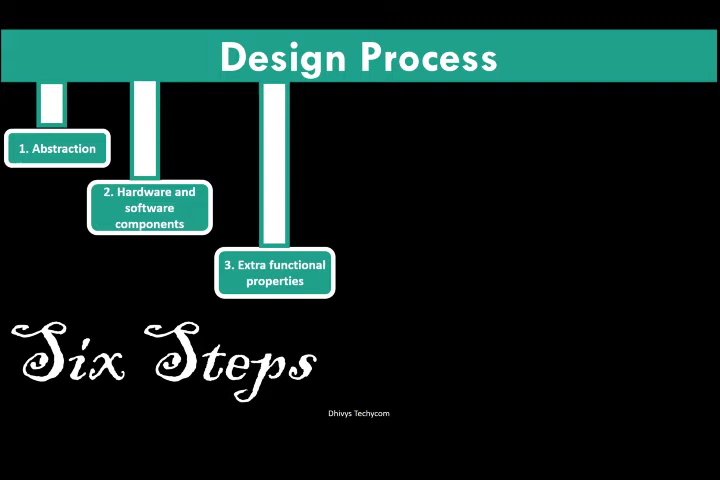 Design Process
1. Abstraction
2. Hardware and
software
components
3. Extra functional
properties
Six Steps
Dhivys Techycom